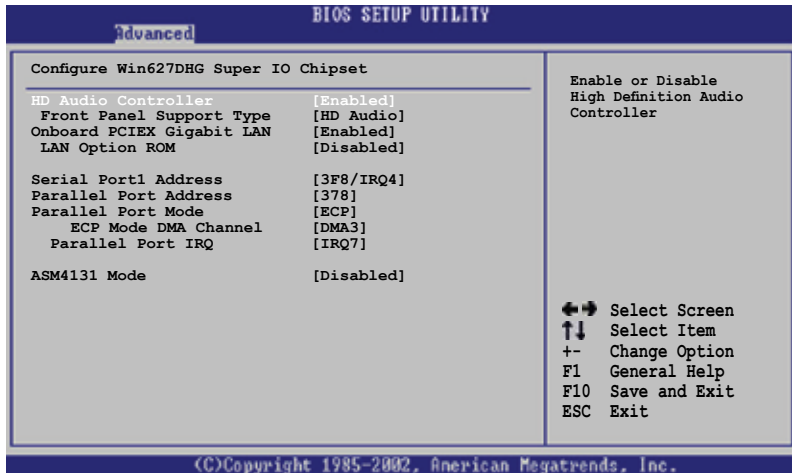 BIOS SETUP UTILITY
Advanced
Configure Win627DHG Super IO Chipset
HD Audio Controller [Enabled]
Front Panel Support Type [HD Audio]
Onboard PCIEX Gigabit LAN [Enabled]
LAN Option ROM [Disabled]
Serial Port1 Address [3F8/IRQ4]
Parallel Port Address [378]
Parallel Port Mode [ECP]
ECP Mode DMA Channel [DMA3]
Parallel Port IRQ [IRQ7]
ASM4131 Mode [Disabled]
Enable or Disable
High Definition Audio
Controller
←→ Select Screen
↑↓ Select Item
+- Change Option
F1 General Help
F10 Save and Exit
ESC Exit
(C)Copyright 1985-2002, American Megatrends, Inc.